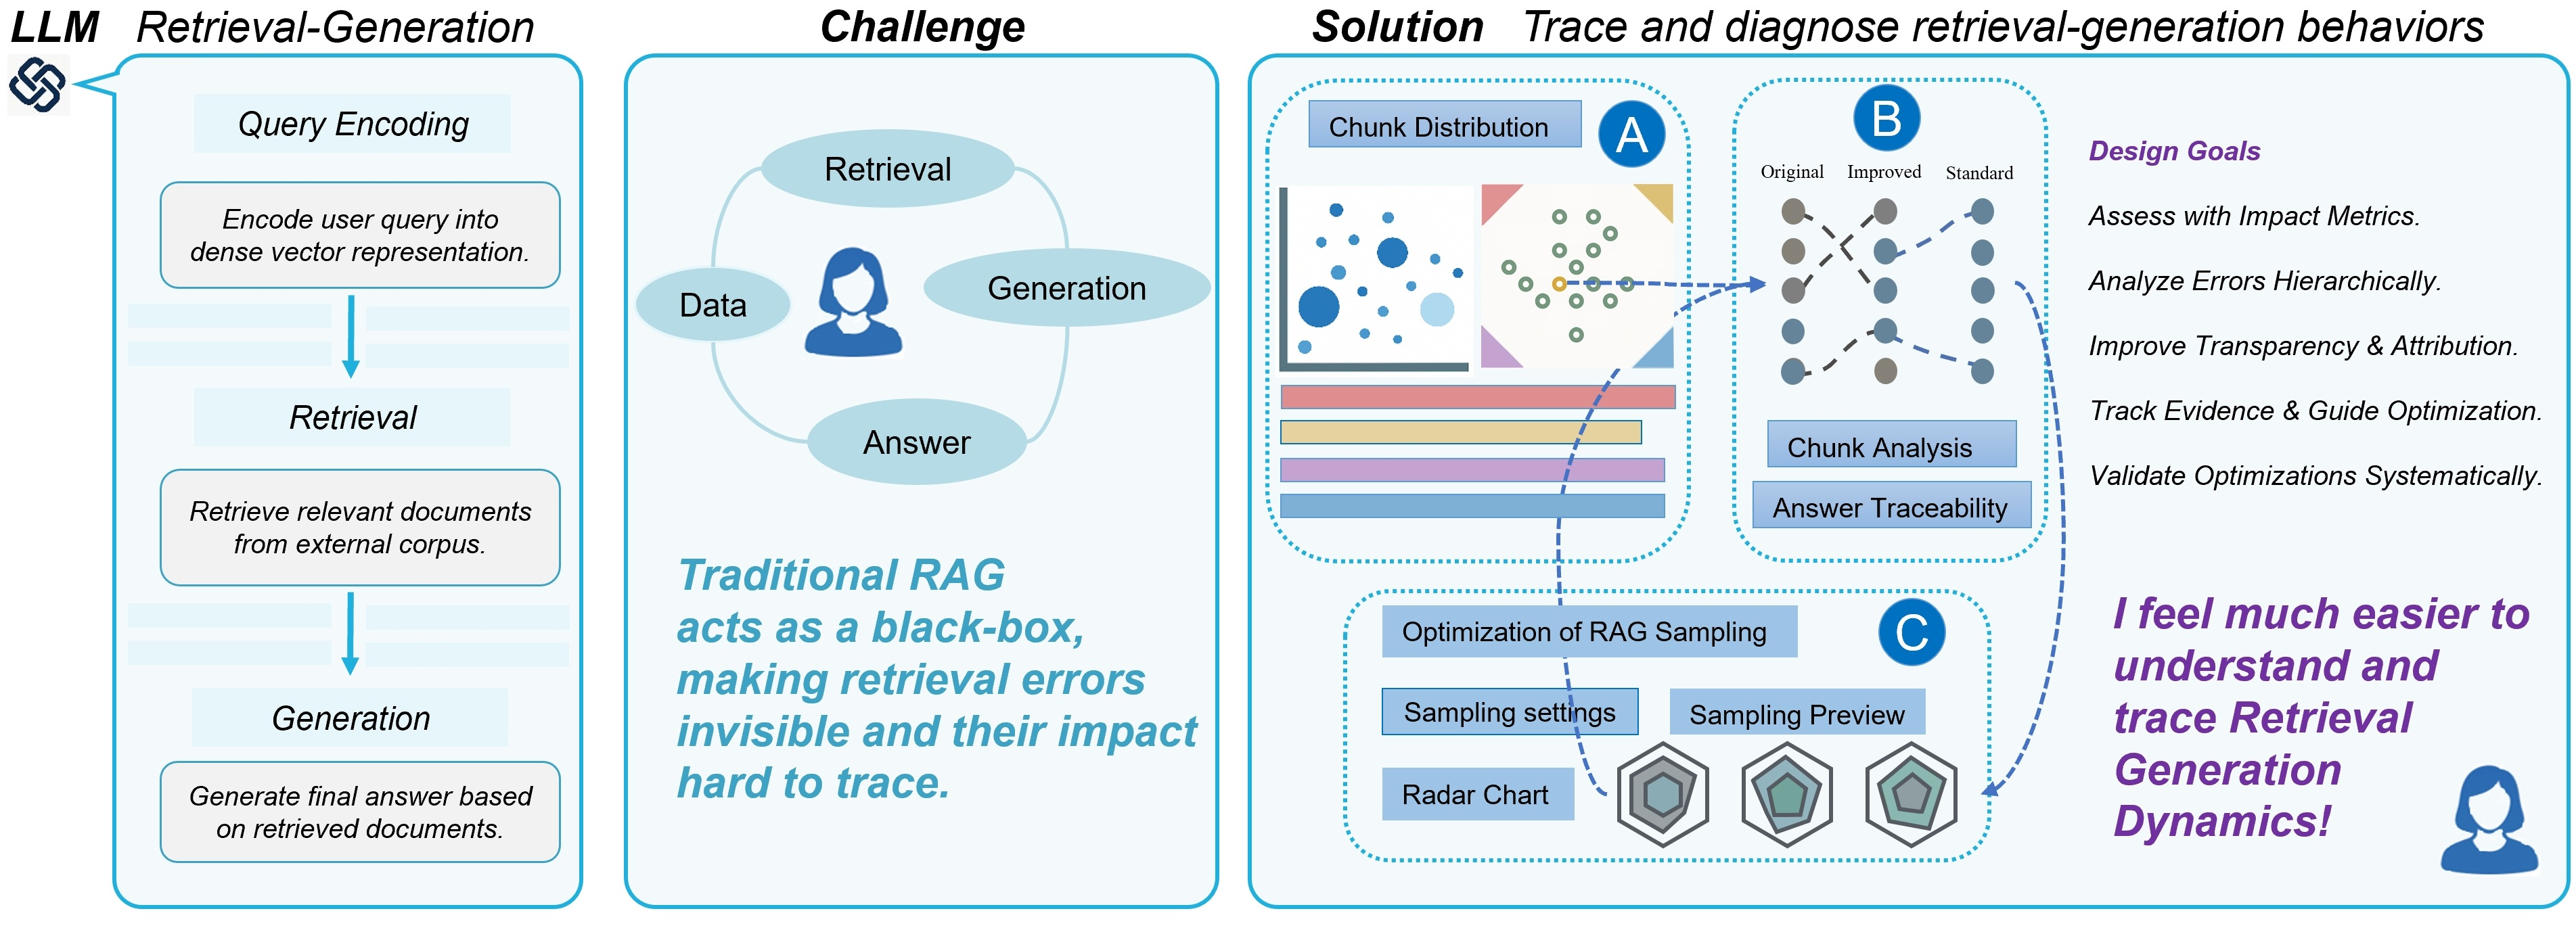 LLM Retrieval-Generation
Query Encoding
Encode user query into
dense vector representation.
Retrieval
Retrieve relevant documents
from external corpus.
Generation
Generate final answer based
on retrieved documents.
Challenge
Retrieval
Data
Generation
Answer
Traditional RAG
acts as a black-box,
making retrieval errors
invisible and their impact
hard to trace.
Solution Trace and diagnose retrieval-generation behaviors
Chunk Distribution
A
B
Original Improved Standard
Chunk Analysis
Answer Traceability
Optimization of RAG Sampling
C
Sampling settings
Sampling Preview
Radar Chart
Design Goals
Assess with Impact Metrics.
Analyze Errors Hierarchically.
Improve Transparency & Attribution.
Track Evidence & Guide Optimization.
Validate Optimizations Systematically.
I feel much easier to
understand and
trace Retrieval
Generation
Dynamics!